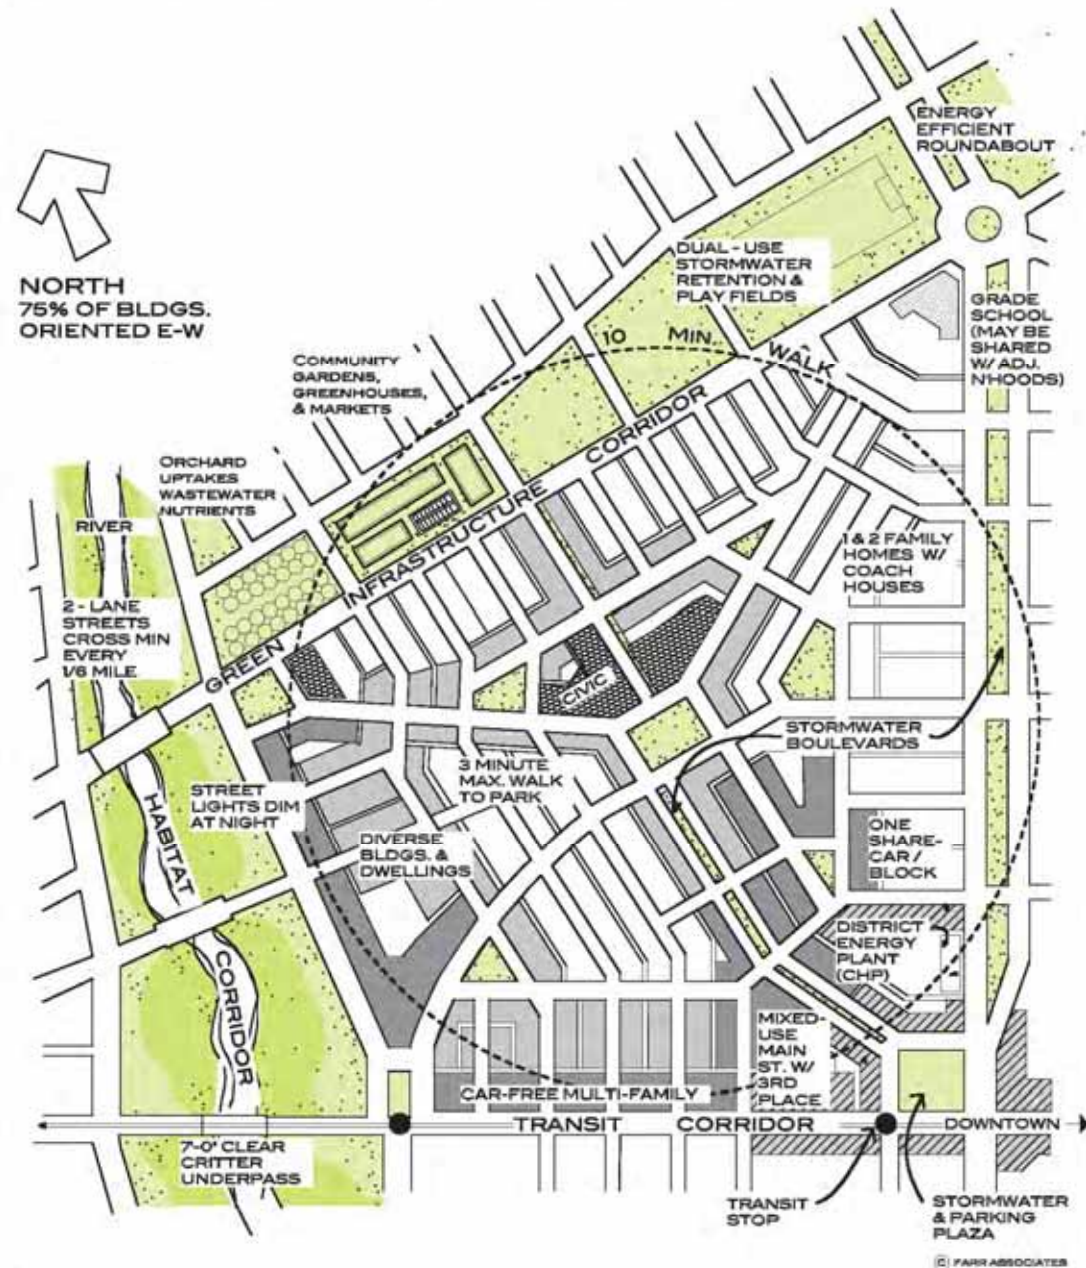 ENERGY
EFFICIENT
ROUNDABOUT
NORTH
75% OF BLDGS.
ORIENTED E-W
DUAL - USE
STORMWATER
RETENTION &
PLAY FIELDS
GRADE
SCHOOL
(MAY BE
SHARED
W/ ADJ.
N'HOODS)
10 MIN. WALK
COMMUNITY
GARDENS,
GREENHOUSES,
& MARKETS
ORCHARD
UPTAKES
WASTEWATER
NUTRIENTS
RIVER
GREEN INFRASTRUCTURE CORRIDOR
1 & 2 FAMILY
HOMES W/
COACH
HOUSES
2 - LANE
STREETS
CROSS MIN
EVERY
1/6 MILE
CIVIC
STORMWATER
BOULEVARDS
3 MINUTE
MAX. WALK
TO PARK
STREET
LIGHTS DIM
AT NIGHT
HABITAT CORRIDOR
DIVERSE
BLDGS. &
DWELLINGS
ONE
SHARE-
CAR /
BLOCK
DISTRICT
ENERGY
PLANT
(CHP)
MIXED-
USE
MAIN
ST. W/
3RD
PLACE
CAR-FREE MULTI-FAMILY
TRANSIT CORRIDOR
DOWNTOWN
7'-0" CLEAR
CRITTER
UNDERPASS
TRANSIT
STOP
STORMWATER
& PARKING
PLAZA
© FARR ASSOCIATES